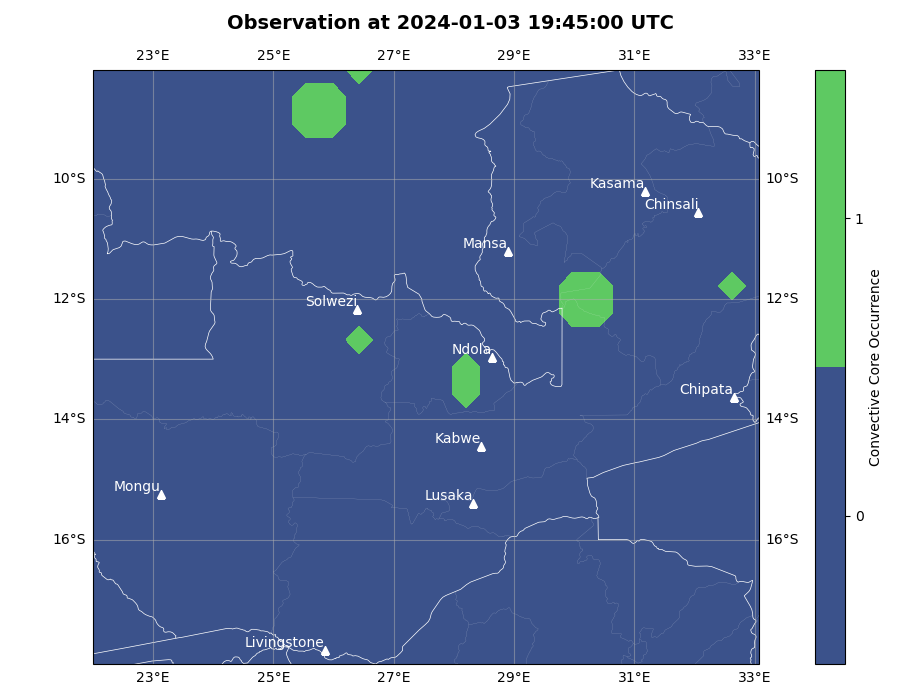 Observation at 2024-01-03 19:45:00 UTC
23°E 25°E 27°E 29°E 31°E 33°E
10°S 10°S
Kasama
Chinsali
1
Mansa
12°S 12°S
Solwezi
Ndola
Chipata
14°S 14°S
Kabwe
Mongu
Lusaka
0
16°S 16°S
Livingstone
23°E 25°E 27°E 29°E 31°E 33°E
Convective Core Occurrence